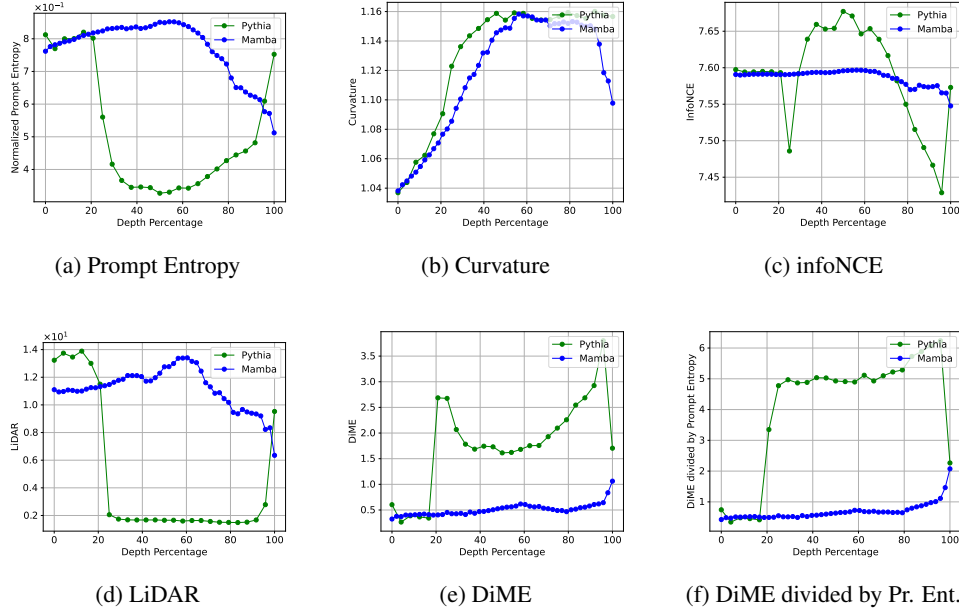 ×10⁻¹
8
6
4
Normalized Prompt Entropy
0 20 40 60 80 100
Depth Percentage
Pythia
Mamba
(a) Prompt Entropy
1.16
1.14
1.12
1.10
1.08
1.06
1.04
Curvature
0 20 40 60 80 100
Depth Percentage
Pythia
Mamba
(b) Curvature
7.65
7.60
7.55
7.50
7.45
InfoNCE
0 20 40 60 80 100
Depth Percentage
Pythia
Mamba
(c) infoNCE
×10¹
1.4
1.2
1.0
0.8
0.6
0.4
0.2
LiDAR
0 20 40 60 80 100
Depth Percentage
Pythia
Mamba
(d) LiDAR
3.5
3.0
2.5
2.0
1.5
1.0
0.5
DiME
0 20 40 60 80 100
Depth Percentage
Pythia
Mamba
(e) DiME
6
5
4
3
2
1
DiME divided by Prompt Entropy
0 20 40 60 80 100
Depth Percentage
Pythia
Mamba
(f) DiME divided by Pr. Ent.